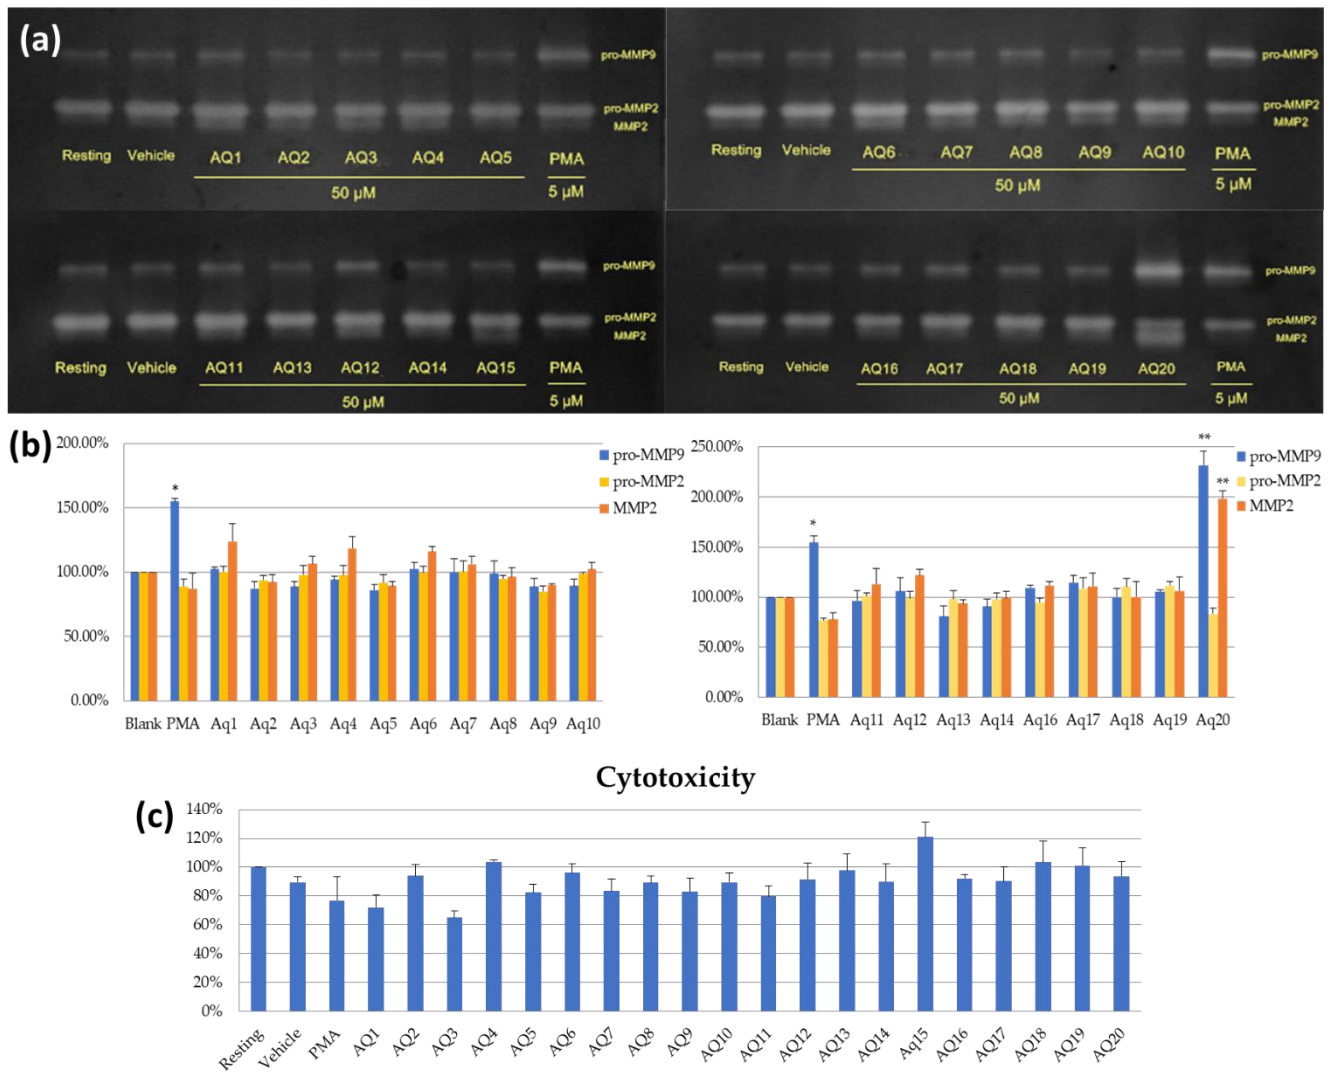 (a)
pro-MMP9
pro-MMP2
MMP2
Resting Vehicle AQ1 AQ2 AQ3 AQ4 AQ5 PMA
50 µM 5 µM
pro-MMP9
pro-MMP2
MMP2
Resting Vehicle AQ6 AQ7 AQ8 AQ9 AQ10 PMA
50 µM 5 µM
pro-MMP9
pro-MMP2
MMP2
Resting Vehicle AQ11 AQ13 AQ12 AQ14 AQ15 PMA
50 µM 5 µM
pro-MMP9
pro-MMP2
MMP2
Resting Vehicle AQ16 AQ17 AQ18 AQ19 AQ20 PMA
50 µM 5 µM
(b)
200.00%
150.00%
100.00%
50.00%
0.00%
*
pro-MMP9
pro-MMP2
MMP2
Blank PMA Aq1 Aq2 Aq3 Aq4 Aq5 Aq6 Aq7 Aq8 Aq9 Aq10
250.00%
200.00%
150.00%
100.00%
50.00%
0.00%
*
**
**
pro-MMP9
pro-MMP2
MMP2
Blank PMA Aq11 Aq12 Aq13 Aq14 Aq16 Aq17 Aq18 Aq19 Aq20
Cytotoxicity
(c)
140%
120%
100%
80%
60%
40%
20%
0%
Resting Vehicle PMA AQ1 AQ2 AQ3 AQ4 AQ5 AQ6 AQ7 AQ8 AQ9 AQ10 AQ11 AQ12 AQ13 AQ14 Aq15 AQ16 AQ17 AQ18 AQ19 AQ20